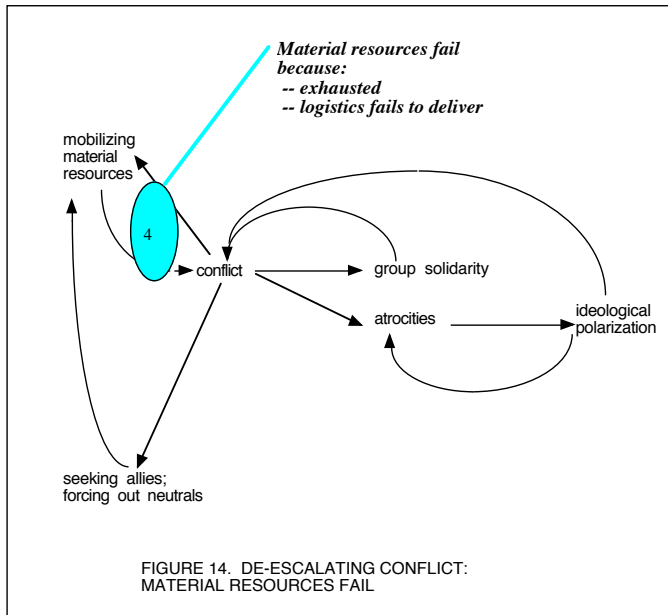 Material resources fail
because:
-- exhausted
-- logistics fails to deliver
mobilizing
material
resources
4
conflict
group solidarity
atrocities
ideological
polarization
seeking allies;
forcing out neutrals
FIGURE 14. DE-ESCALATING CONFLICT:
MATERIAL RESOURCES FAIL